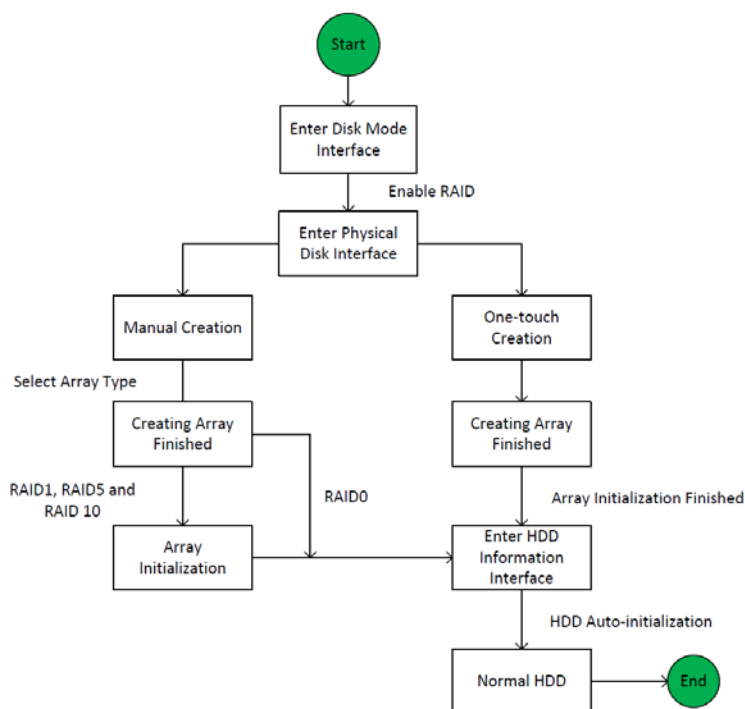 Start
Enter Disk Mode
Interface
Enable RAID
Enter Physical
Disk Interface
Manual Creation
One-touch
Creation
Select Array Type
Creating Array
Finished
Creating Array
Finished
RAID1, RAID5 and
RAID 10
RAID0
Array Initialization Finished
Array
Initialization
Enter HDD
Information
Interface
HDD Auto-initialization
Normal HDD
End